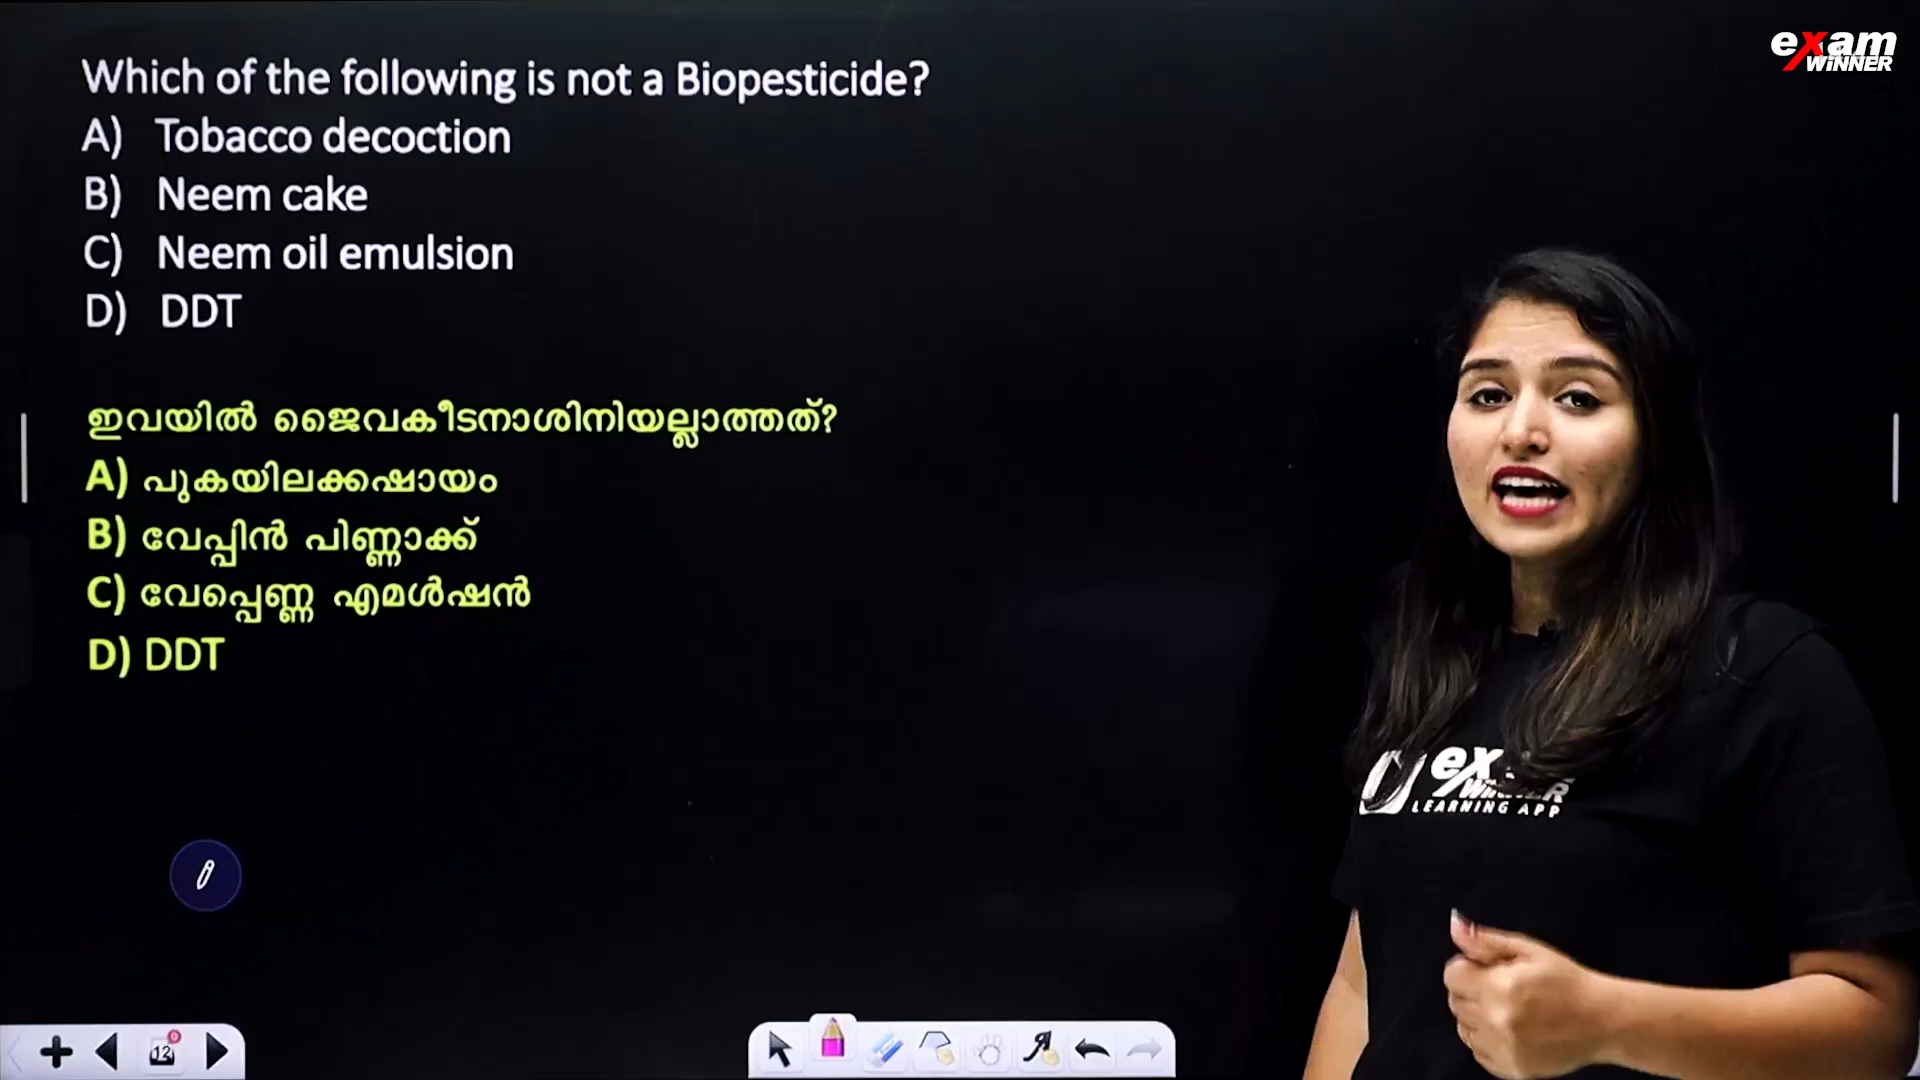 exam
WiNNER
Which of the following is not a Biopesticide?
A) Tobacco decoction
B) Neem cake
C) Neem oil emulsion
D) DDT
ഇവയിൽ ജൈവകീടനാശിനിയല്ലാത്തത്?
A) പുകയിലക്കഷായം
B) വേപ്പിൻ പിണ്ണാക്ക്
C) വേപ്പെണ്ണ എമൾഷൻ
D) DDT
LEARNING APP
12
0